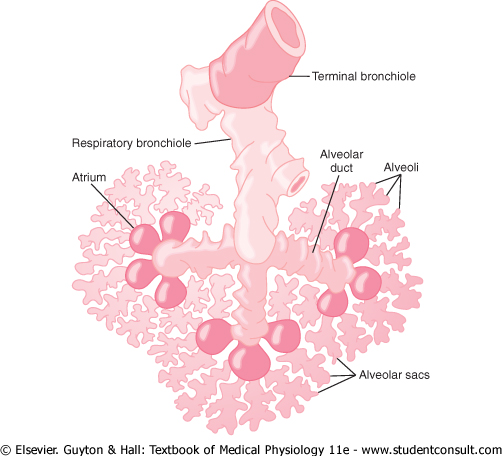 Terminal bronchiole
Respiratory bronchiole
Alveolar
duct
Alveoli
Atrium
Alveolar sacs
© Elsevier. Guyton & Hall: Textbook of Medical Physiology 11e - www.studentconsult.com